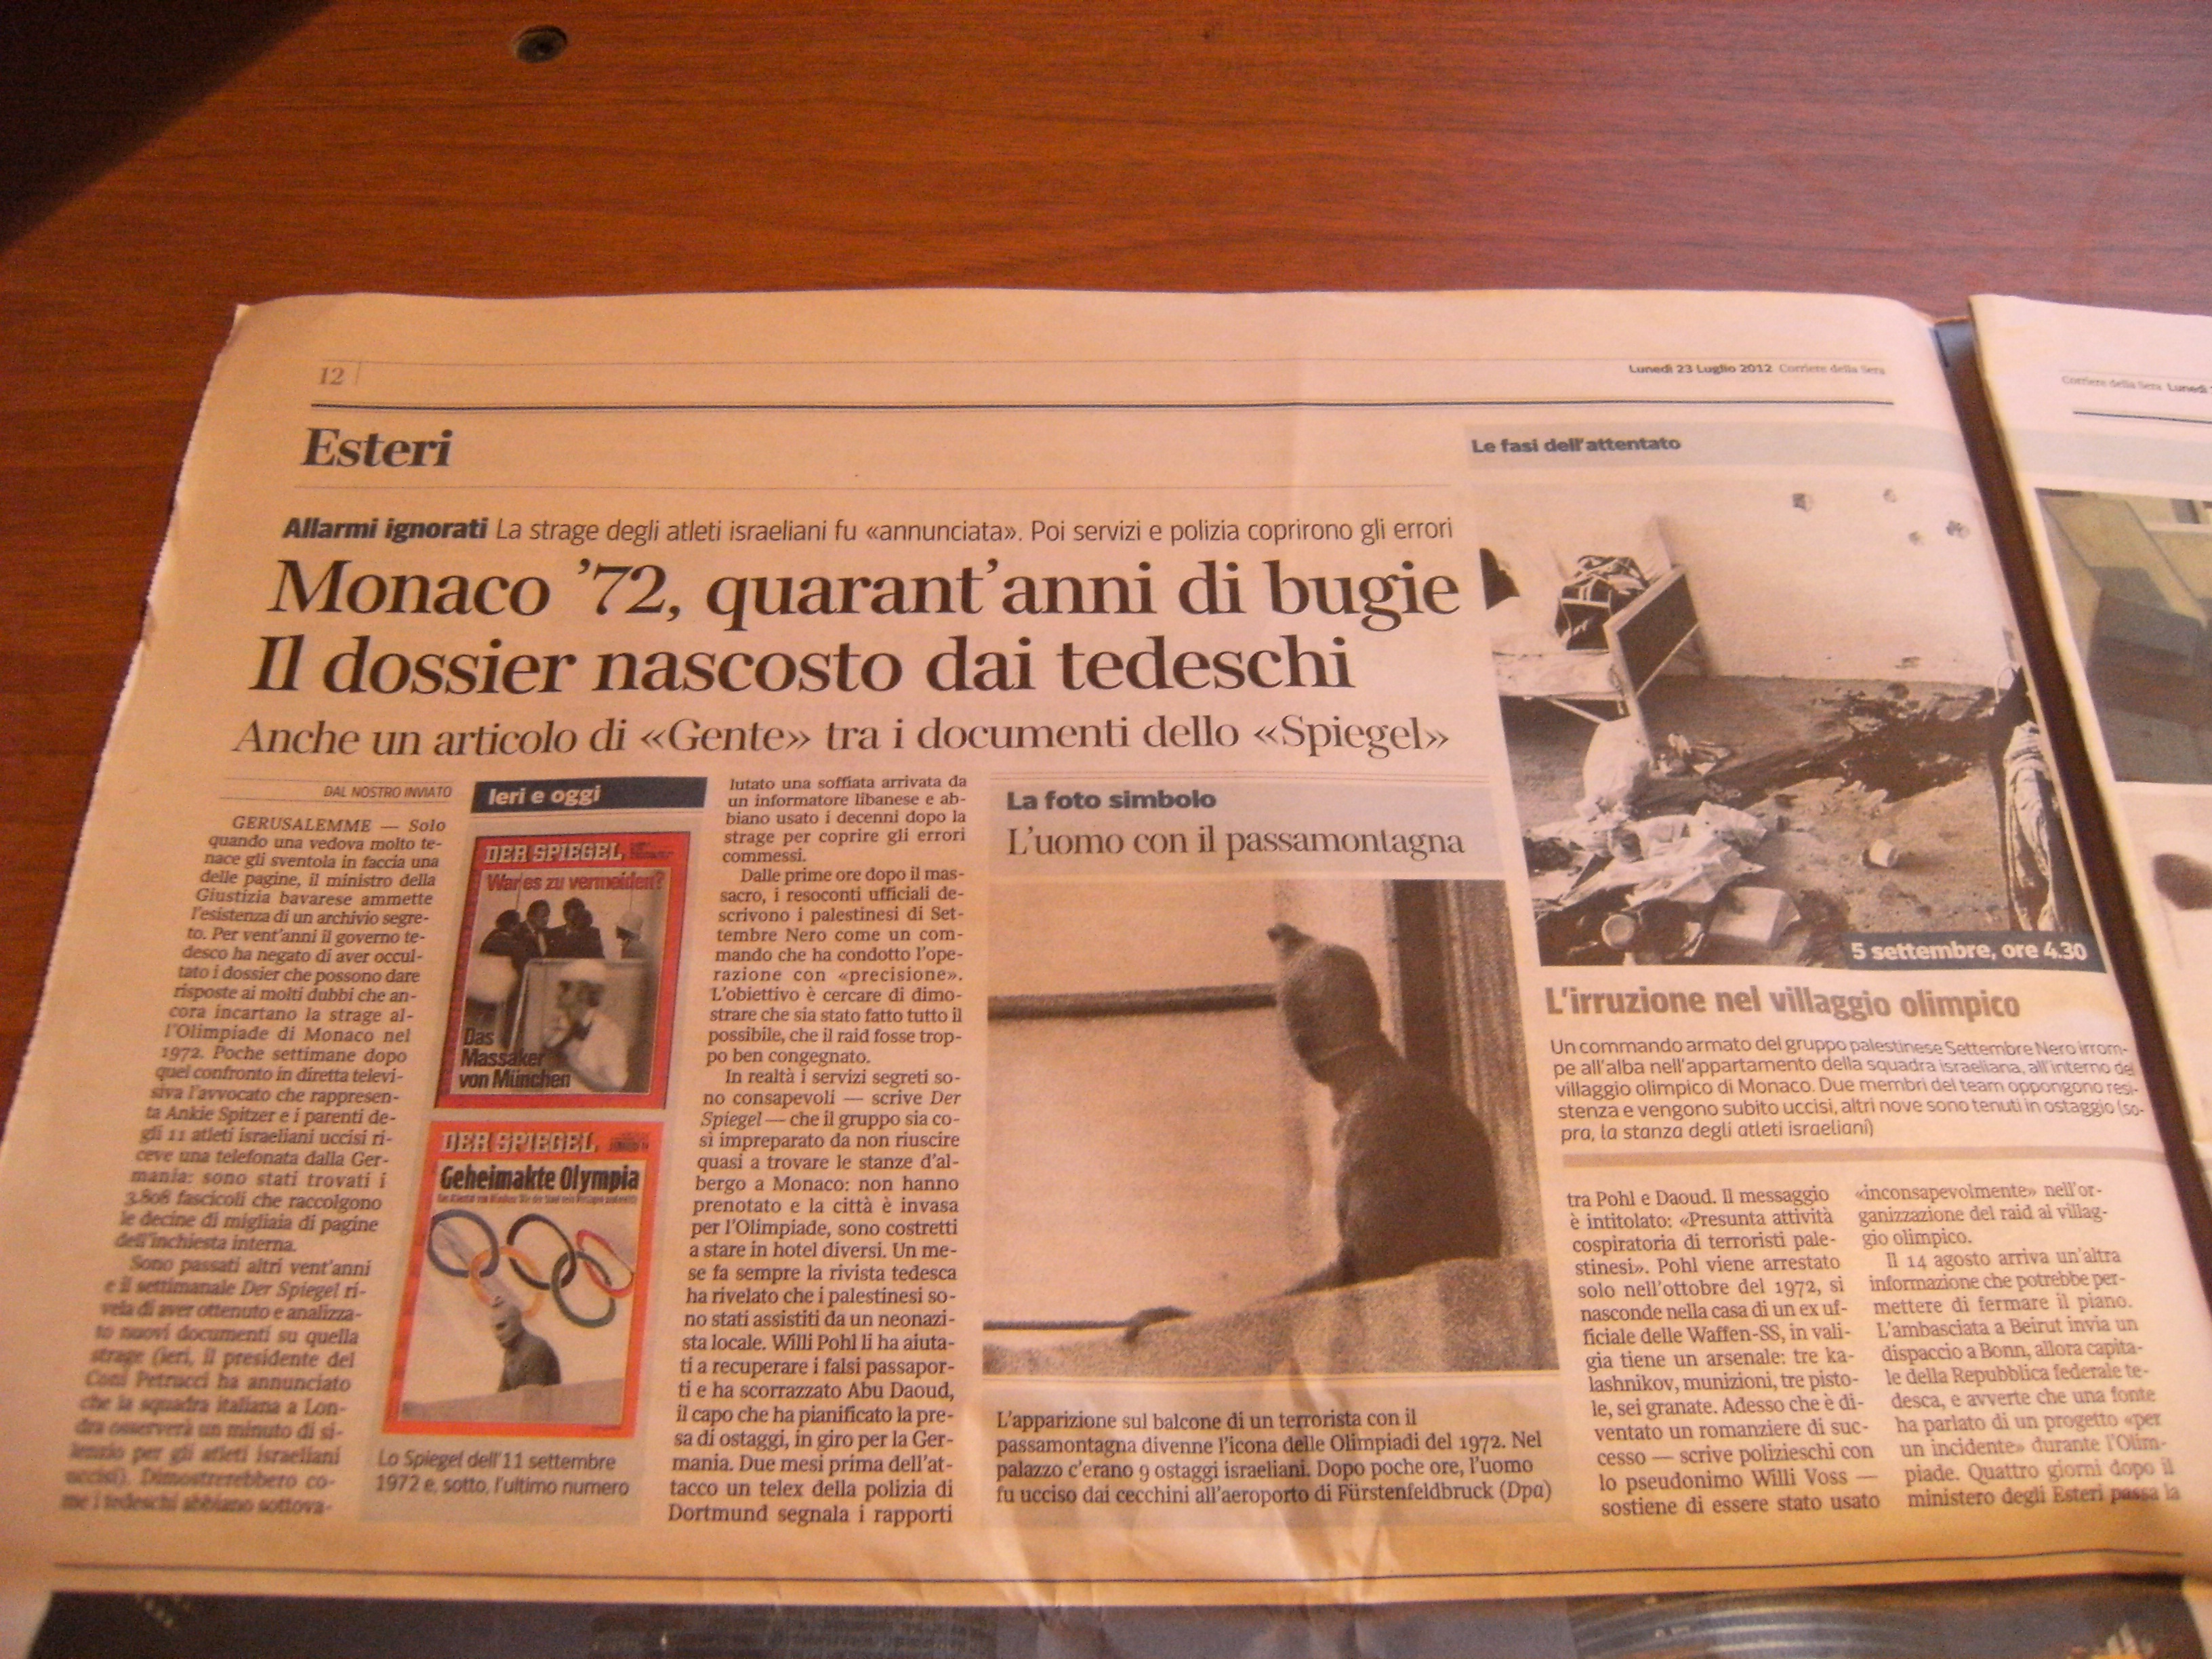 12
Lunedì 23 Luglio 2012 Corriere della Sera
Esteri
Allarmi ignorati La strage degli atleti israeliani fu «annunciata». Poi servizi e polizia coprirono gli errori
Monaco ’72, quarant’anni di bugie
Il dossier nascosto dai tedeschi
Anche un articolo di «Gente» tra i documenti dello «Spiegel»
DAL NOSTRO INVIATO
GERUSALEMME — Solo
quando una vedova molto te-
nace gli sventola in faccia una
delle pagine, il ministro della
Giustizia bavarese ammette
l’esistenza di un archivio segre-
to. Per vent’anni il governo te-
desco ha negato di aver occul-
tato i dossier che possono dare
risposte ai molti dubbi che an-
cora incartano la strage al-
l’Olimpiade di Monaco nel
1972. Poche settimane dopo
quel confronto in diretta televi-
siva l’avvocato che rappresen-
ta Ankie Spitzer e i parenti de-
gli 11 atleti israeliani uccisi ri-
ceve una telefonata dalla Ger-
mania: sono stati trovati i
3.808 fascicoli che raccolgono
le decine di migliaia di pagine
dell’inchiesta interna.
Sono passati altri vent’anni
e il settimanale Der Spiegel ri-
vela di aver ottenuto e analizza-
to nuovi documenti su quella
strage (ieri, il presidente del
Coni Petrucci ha annunciato
che la squadra italiana a Lon-
dra osserverà un minuto di si-
lenzio per gli atleti israeliani
uccisi). Dimostrerebbero co-
me i tedeschi abbiano sottova-
Ieri e oggi
DER SPIEGEL
War es zu vermeiden?
Das
Massaker
von München
DER SPIEGEL
Geheimakte Olympia
Lo Spiegel dell’11 settembre
1972 e, sotto, l’ultimo numero
lutato una soffiata arrivata da
un informatore libanese e ab-
biano usato i decenni dopo la
strage per coprire gli errori
commessi.
Dalle prime ore dopo il mas-
sacro, i resoconti ufficiali de-
scrivono i palestinesi di Set-
tembre Nero come un com-
mando che ha condotto l’ope-
razione con «precisione».
L’obiettivo è cercare di dimo-
strare che sia stato fatto tutto il
possibile, che il raid fosse trop-
po ben congegnato.
In realtà i servizi segreti so-
no consapevoli — scrive Der
Spiegel — che il gruppo sia co-
sì impreparato da non riuscire
quasi a trovare le stanze d’al-
bergo a Monaco: non hanno
prenotato e la città è invasa
per l’Olimpiade, sono costretti
a stare in hotel diversi. Un me-
se fa sempre la rivista tedesca
ha rivelato che i palestinesi so-
no stati assistiti da un neonazi-
sta locale. Willi Pohl li ha aiuta-
ti a recuperare i falsi passapor-
ti e ha scorrazzato Abu Daoud,
il capo che ha pianificato la pre-
sa di ostaggi, in giro per la Ger-
mania. Due mesi prima dell’at-
tacco un telex della polizia di
Dortmund segnala i rapporti
La foto simbolo
L’uomo con il passamontagna
L’apparizione sul balcone di un terrorista con il
passamontagna divenne l’icona delle Olimpiadi del 1972. Nel
palazzo c’erano 9 ostaggi israeliani. Dopo poche ore, l’uomo
fu ucciso dai cecchini all’aeroporto di Fürstenfeldbruck (Dpa)
Le fasi dell’attentato
5 settembre, ore 4.30
L’irruzione nel villaggio olimpico
Un commando armato del gruppo palestinese Settembre Nero irrom-
pe all’alba nell’appartamento della squadra israeliana, all’interno del
villaggio olimpico di Monaco. Due membri del team oppongono resi-
stenza e vengono subito uccisi, altri nove sono tenuti in ostaggio (so-
pra, la stanza degli atleti israeliani)
tra Pohl e Daoud. Il messaggio
è intitolato: «Presunta attività
cospiratoria di terroristi pale-
stinesi». Pohl viene arrestato
solo nell’ottobre del 1972, si
nasconde nella casa di un ex uf-
ficiale delle Waffen-SS, in vali-
gia tiene un arsenale: tre ka-
lashnikov, munizioni, tre pisto-
le, sei granate. Adesso che è di-
ventato un romanziere di suc-
cesso — scrive polizieschi con
lo pseudonimo Willi Voss —
sostiene di essere stato usato
«inconsapevolmente» nell’or-
ganizzazione del raid al villag-
gio olimpico.
Il 14 agosto arriva un’altra
informazione che potrebbe per-
mettere di fermare il piano.
L’ambasciata a Beirut invia un
dispaccio a Bonn, allora capita-
le della Repubblica federale te-
desca, e avverte che una fonte
ha parlato di un progetto «per
un incidente» durante l’Olim-
piade. Quattro giorni dopo il
ministero degli Esteri passa la
Corriere della Sera Lunedì